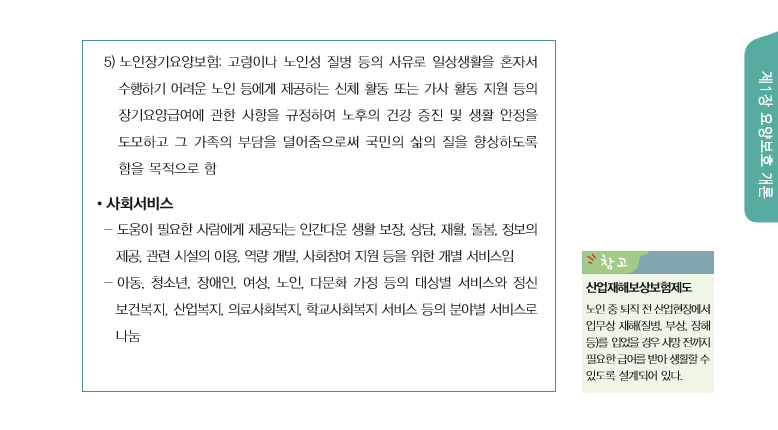 5) 노인장기요양보험: 고령이나 노인성 질병 등의 사유로 일상생활을 혼자서
수행하기 어려운 노인 등에게 제공하는 신체 활동 또는 가사 활동 지원 등의
장기요양급여에 관한 사항을 규정하여 노후의 건강 증진 및 생활 안정을
도모하고 그 가족의 부담을 덜어줌으로써 국민의 삶의 질을 향상하도록
함을 목적으로 함
• 사회서비스
– 도움이 필요한 사람에게 제공되는 인간다운 생활 보장, 상담, 재활, 돌봄, 정보의
제공, 관련 시설의 이용, 역량 개발, 사회참여 지원 등을 위한 개별 서비스임
– 아동, 청소년, 장애인, 여성, 노인, 다문화 가정 등의 대상별 서비스와 정신
보건복지, 산업복지, 의료사회복지, 학교사회복지 서비스 등의 분야별 서비스로
나눔
제1장 요양보호 개론
참고
산업재해보상보험제도
노인 중 퇴직 전 산업현장에서
업무상 재해(질병, 부상, 장해
등)를 입었을 경우 사망 전까지
필요한 급여를 받아 생활할 수
있도록 설계되어 있다.